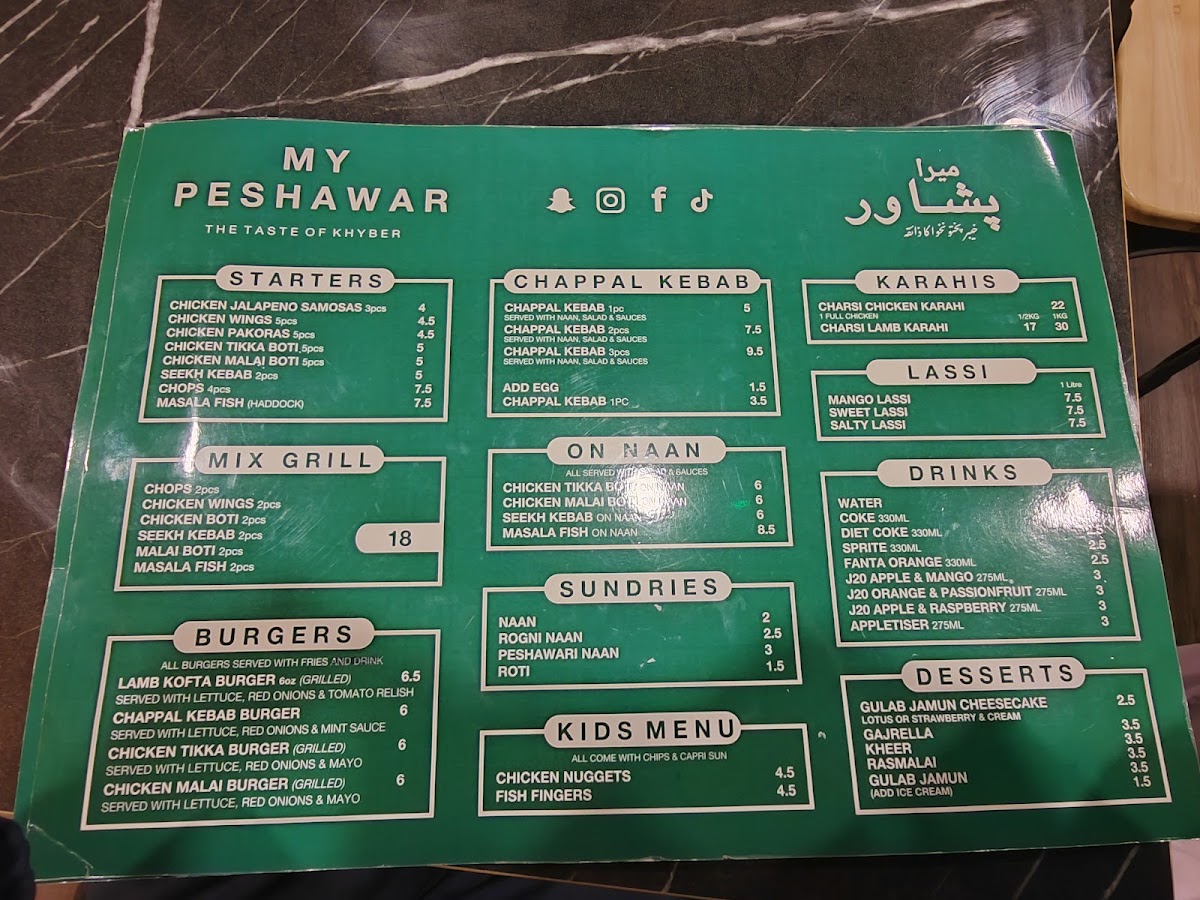 MY
PESHAWAR
THE TASTE OF KHYBER
میرا
پشاور
خیبر پختونخوا کا ذائقہ
STARTERS
CHICKEN JALAPENO SAMOSAS 3pcs 4
CHICKEN WINGS 5pcs 4.5
CHICKEN PAKORAS 5pcs 4.5
CHICKEN TIKKA BOTI 5pcs 5
CHICKEN MALAI BOTI 5pcs 5
SEEKH KEBAB 2pcs 5
CHOPS 4pcs 7.5
MASALA FISH (HADDOCK) 7.5
MIX GRILL
CHOPS 2pcs
CHICKEN WINGS 2pcs
CHICKEN BOTI 2pcs
SEEKH KEBAB 2pcs
MALAI BOTI 2pcs
MASALA FISH 2pcs
18
BURGERS
ALL BURGERS SERVED WITH FRIES AND DRINK
LAMB KOFTA BURGER 6oz (GRILLED) 6.5
SERVED WITH LETTUCE, RED ONIONS & TOMATO RELISH
CHAPPAL KEBAB BURGER 6
SERVED WITH LETTUCE, RED ONIONS & MINT SAUCE
CHICKEN TIKKA BURGER (GRILLED) 6
SERVED WITH LETTUCE, RED ONIONS & MAYO
CHICKEN MALAI BURGER (GRILLED) 6
SERVED WITH LETTUCE, RED ONIONS & MAYO
CHAPPAL KEBAB
CHAPPAL KEBAB 1pc 5
SERVED WITH NAAN, SALAD & SAUCES
CHAPPAL KEBAB 2pcs 7.5
SERVED WITH NAAN, SALAD & SAUCES
CHAPPAL KEBAB 3pcs 9.5
SERVED WITH NAAN, SALAD & SAUCES
ADD EGG 1.5
CHAPPAL KEBAB 1PC 3.5
ON NAAN
ALL SERVED WITH SALAD & SAUCES
CHICKEN TIKKA BOTI ON NAAN 6
CHICKEN MALAI BOTI ON NAAN 6
SEEKH KEBAB ON NAAN 6
MASALA FISH ON NAAN 8.5
SUNDRIES
NAAN 2
ROGNI NAAN 2.5
PESHAWARI NAAN 3
ROTI 1.5
KIDS MENU
ALL COME WITH CHIPS & CAPRI SUN
CHICKEN NUGGETS 4.5
FISH FINGERS 4.5
KARAHIS
CHARSI CHICKEN KARAHI 22
1 FULL CHICKEN 1/2KG 1KG
CHARSI LAMB KARAHI 17 30
LASSI
1 Litre
MANGO LASSI 7.5
SWEET LASSI 7.5
SALTY LASSI 7.5
DRINKS
WATER
COKE 330ML
DIET COKE 330ML 2.5
SPRITE 330ML 2.5
FANTA ORANGE 330ML 2.5
J20 APPLE & MANGO 275ML 3
J20 ORANGE & PASSIONFRUIT 275ML 3
J20 APPLE & RASPBERRY 275ML 3
APPLETISER 275ML 3
DESSERTS
GULAB JAMUN CHEESECAKE 2.5
LOTUS OR STRAWBERRY & CREAM
GAJRELLA 3.5
KHEER 3.5
RASMALAI 3.5
GULAB JAMUN 3.5
(ADD ICE CREAM) 1.5